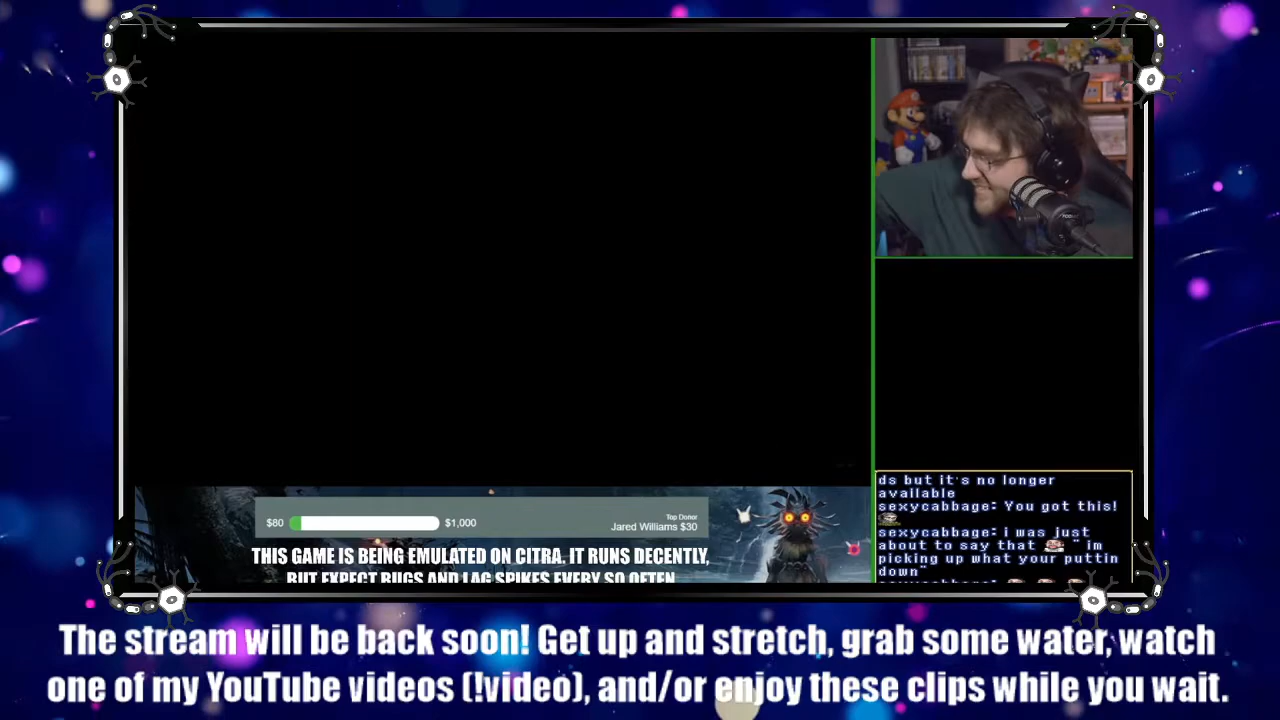 ds but it's no longer
available
sexycabbage: You got this!
sexycabbage: i was just
about to say that " im
picking up what your puttin
down"
$80
$1,000
Top Donor
Jared Williams $30
THIS GAME IS BEING EMULATED ON CITRA. IT RUNS DECENTLY,
BUT EXPECT BUGS AND LAG SPIKES EVERY SO OFTEN
The stream will be back soon! Get up and stretch, grab some water, watch
one of my YouTube videos (!video), and/or enjoy these clips while you wait.